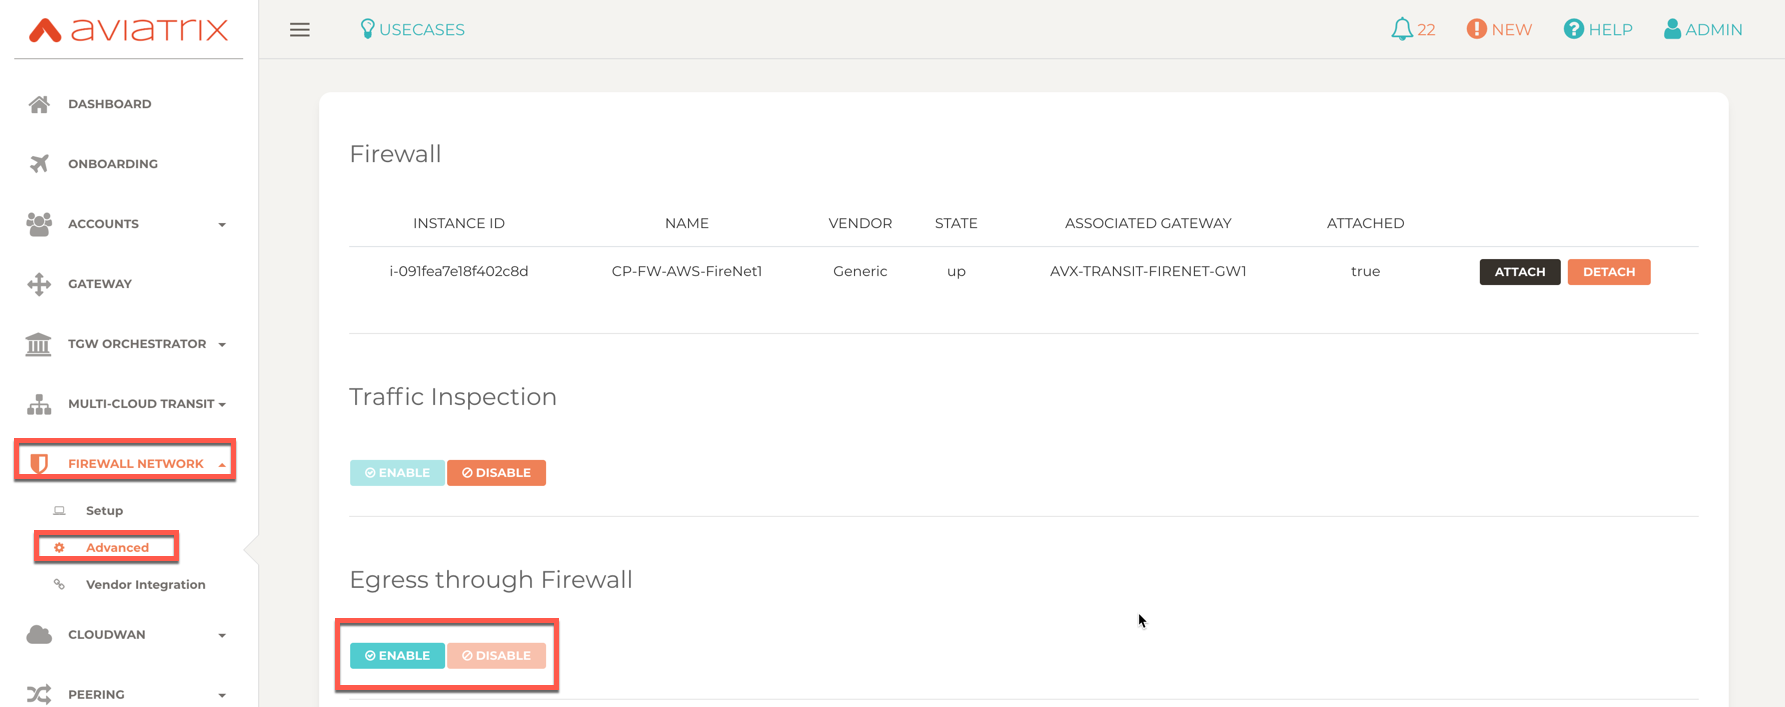 aviatrix
USECASES
22
NEW
HELP
ADMIN
DASHBOARD
ONBOARDING
ACCOUNTS
GATEWAY
TGW ORCHESTRATOR
MULTI-CLOUD TRANSIT
FIREWALL NETWORK
Setup
Advanced
Vendor Integration
CLOUDWAN
PEERING
Firewall
INSTANCE ID NAME VENDOR STATE ASSOCIATED GATEWAY ATTACHED
i-091fea7e18f402c8d CP-FW-AWS-FireNet1 Generic up AVX-TRANSIT-FIRENET-GW1 true ATTACH DETACH
Traffic Inspection
ENABLE DISABLE
Egress through Firewall
ENABLE DISABLE